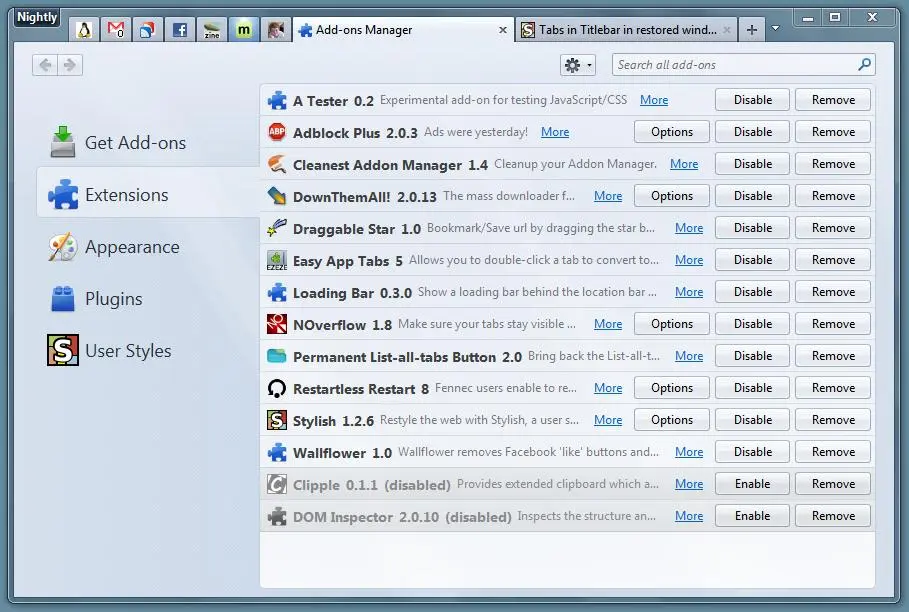 Nightly
0 zine m Add-ons Manager Tabs in Titlebar in restored wind...
Search all add-ons
Get Add-ons
Extensions
Appearance
Plugins
S User Styles
A Tester 0.2 Experimental add-on for testing JavaScript/CSS More Disable Remove
ABP Adblock Plus 2.0.3 Ads were yesterday! More Options Disable Remove
Cleanest Addon Manager 1.4 Cleanup your Addon Manager. More Disable Remove
DownThemAll! 2.0.13 The mass downloader f... More Options Disable Remove
Draggable Star 1.0 Bookmark/Save url by dragging the star b... More Disable Remove
EZEZE Easy App Tabs 5 Allows you to double-click a tab to convert to... More Disable Remove
Loading Bar 0.3.0 Show a loading bar behind the location bar ... More Disable Remove
NOverflow 1.8 Make sure your tabs stay visible ... More Options Disable Remove
Permanent List-all-tabs Button 2.0 Bring back the List-all-t... More Disable Remove
Restartless Restart 8 Fennec users enable to re... More Options Disable Remove
S Stylish 1.2.6 Restyle the web with Stylish, a user s... More Options Disable Remove
Wallflower 1.0 Wallflower removes Facebook 'like' buttons and... More Disable Remove
C Clipple 0.1.1 (disabled) Provides extended clipboard which a... More Enable Remove
DOM Inspector 2.0.10 (disabled) Inspects the structure an... More Enable Remove